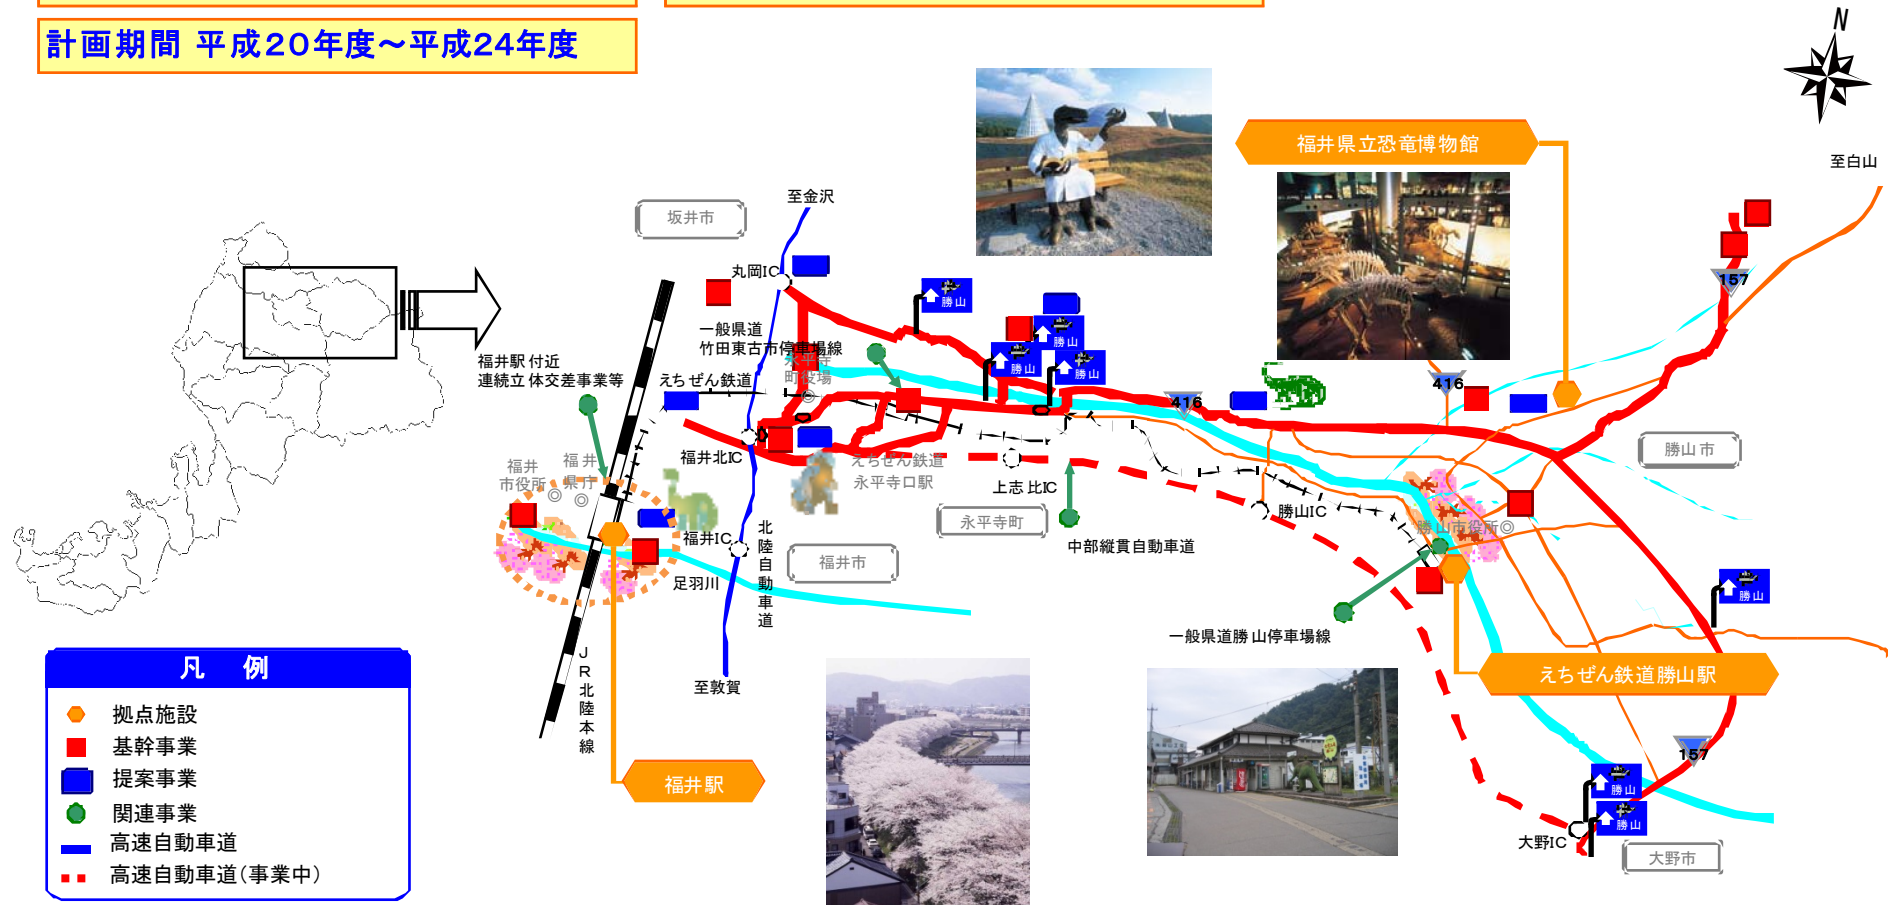 計画期間 平成20年度～平成24年度
N
福井県立恐竜博物館
至白山
至金沢
坂井市
丸岡IC
157
勝山
一般県道
竹田東古市停車場線
勝山
勝山
勝山
福井駅付近
連続立体交差事業等
えちぜん鉄道
永平寺
町役場
◎
416
416
勝山市
福井
市役所
◎
福井
県庁
◎
福井北IC
えちぜん鉄道
永平寺口駅
上志比IC
永平寺町
勝山IC
勝山市役所◎
中部縦貫自動車道
福井IC
北陸自動車道
福井市
足羽川
勝山
一般県道勝山停車場線
凡 例
拠点施設
基幹事業
提案事業
関連事業
高速自動車道
高速自動車道(事業中)
JR北陸本線
至敦賀
えちぜん鉄道勝山駅
福井駅
157
勝山
勝山
大野IC
大野市